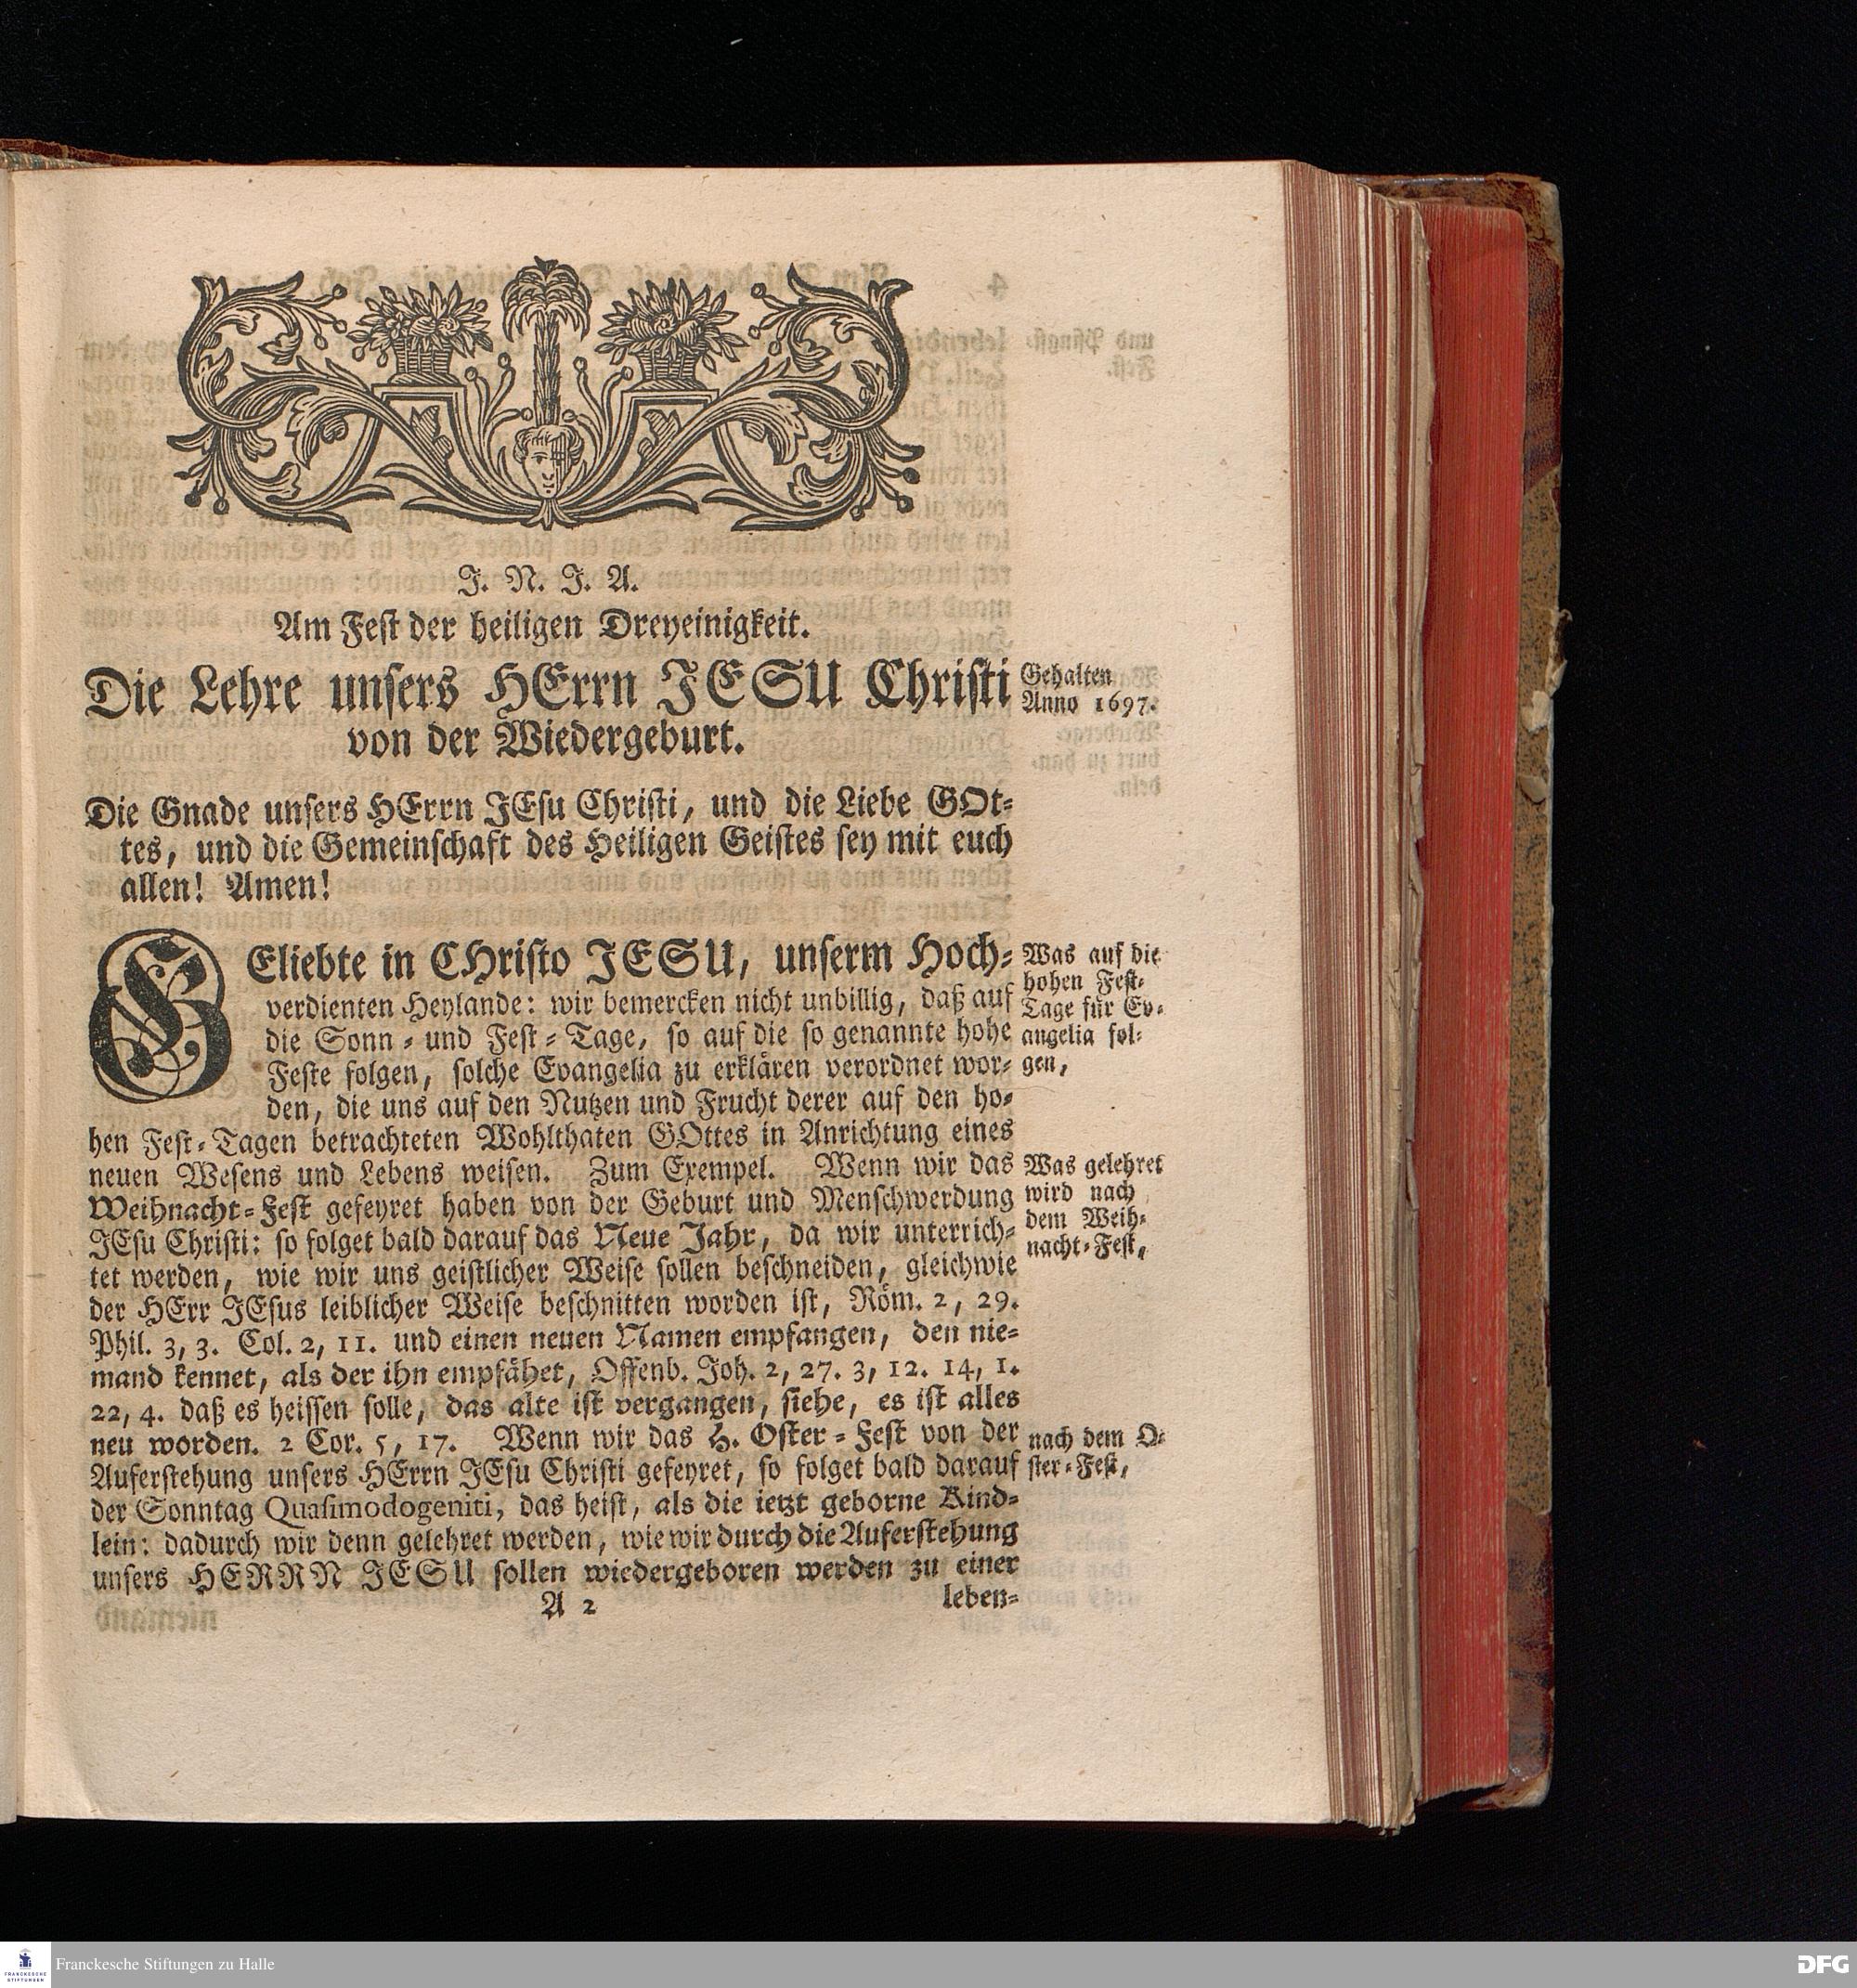 J. N. J. A.
Am Fest der heiligen Dreyeinigkeit.
Die Lehre unsers HErrn JESU Christi
von der Wiedergeburt.
Gehalten
Anno 1697.
Die Gnade unsers HErrn JEsu Christi, und die Liebe GOt-
tes, und die Gemeinschaft des Heiligen Geistes sey mit euch
allen! Amen!
GEliebte in CHristo JESU, unserm Hoch-
verdienten Heylande: wir bemercken nicht unbillig, daß auf
die Sonn- und Fest-Tage, so auf die so genannte hohe
Feste folgen, solche Evangelia zu erklären verordnet wor-
den, die uns auf den Nutzen und Frucht derer auf den ho-
hen Fest-Tagen betrachteten Wohlthaten GOttes in Anrichtung eines
neuen Wesens und Lebens weisen. Zum Exempel. Wenn wir das
Weihnacht-Fest gefeyret haben von der Geburt und Menschwerdung
JEsu Christi: so folget bald darauf das Neue Jahr, da wir unterrich-
tet werden, wie wir uns geistlicher Weise sollen beschneiden, gleichwie
der HErr JEsus leiblicher Weise beschnitten worden ist, Röm. 2, 29.
Phil. 3, 3. Col. 2, 11. und einen neuen Namen empfangen, den nie-
mand kennet, als der ihn empfähet, Offenb. Joh. 2, 27. 3, 12. 14, 1.
22, 4. daß es heissen solle, das alte ist vergangen, siehe, es ist alles
neu worden. 2 Cor. 5, 17. Wenn wir das H. Oster-Fest von der
Auferstehung unsers HErrn JEsu Christi gefeyret, so folget bald darauf
der Sonntag Quasimodogeniti, das heist, als die ietzt geborne Kind-
lein: dadurch wir denn gelehret werden, wie wir durch die Auferstehung
unsers HERRN JESU sollen wiedergeboren werden zu einer
A 2
leben-
Was auf die
hohen Fest-
Tage für Ev-
angelia fol-
gen,
Was gelehret
wird nach
dem Weih-
nacht-Fest,
nach dem O-
ster-Fest,
FRANCKESCHE
STIFTUNGEN
Franckesche Stiftungen zu Halle
DFG